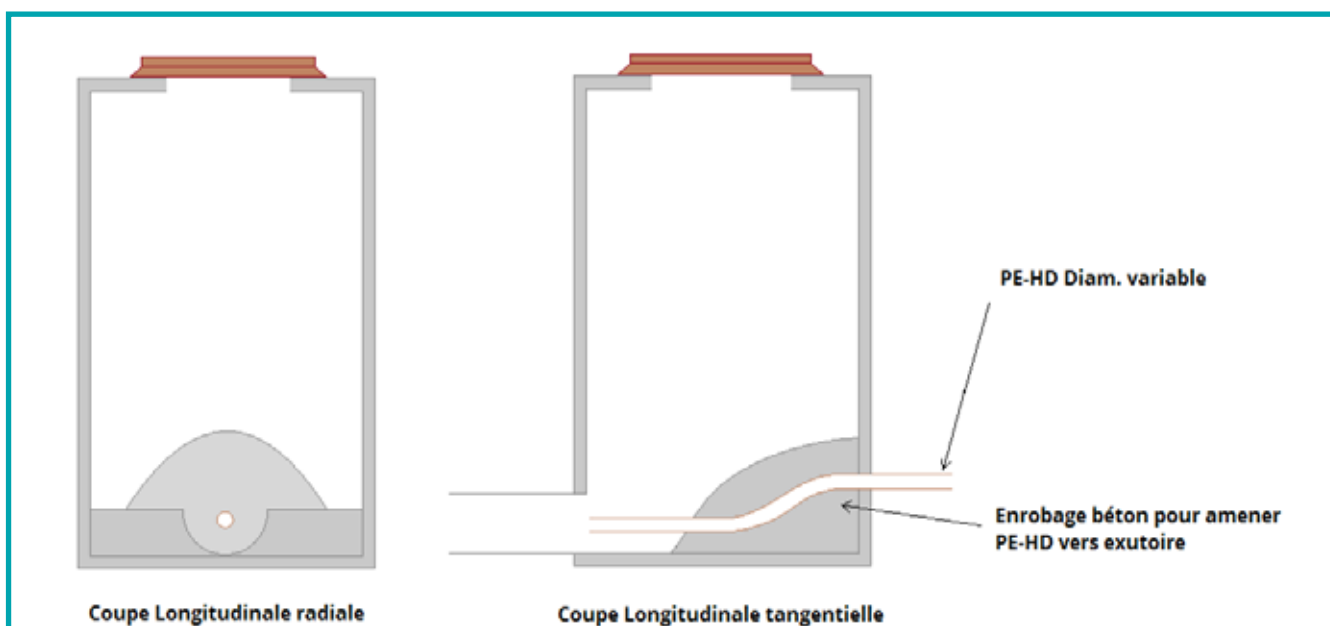 PE-HD Diam. variable
Enrobage béton pour amener
PE-HD vers exutoire
Coupe Longitudinale radiale
Coupe Longitudinale tangentielle